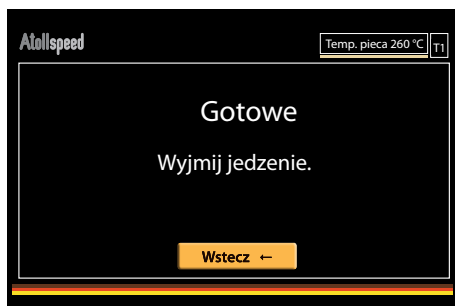 Atollspeed
Temp. pieca 260 °C T1
Gotowe
Wyjmij jedzenie.
Wstecz ←